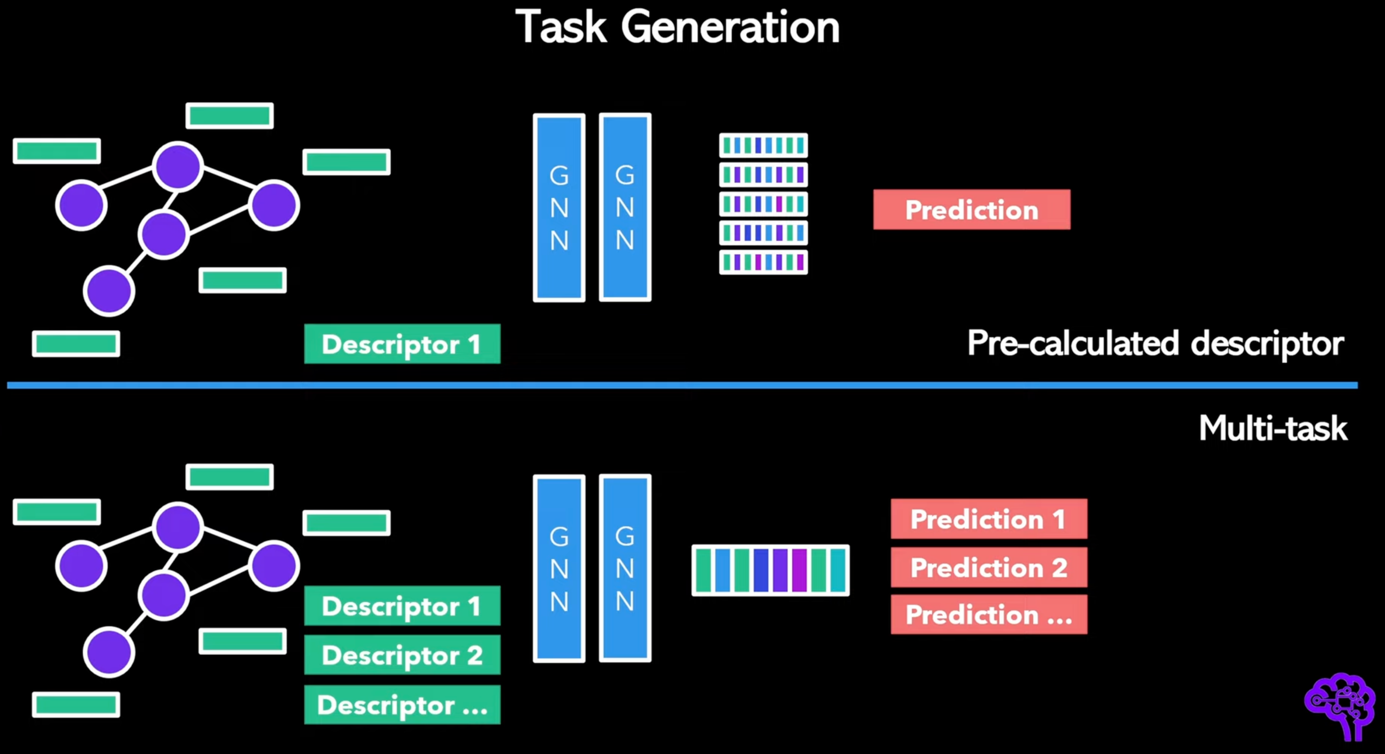 Task Generation
G
N
N
G
N
N
Prediction
Descriptor 1
Pre-calculated descriptor
Multi-task
G
N
N
G
N
N
Prediction 1
Prediction 2
Prediction ...
Descriptor 1
Descriptor 2
Descriptor ...